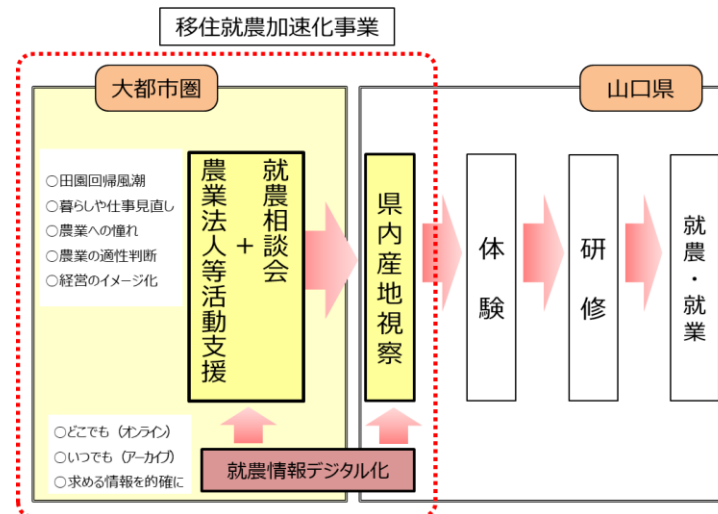 移住就農加速化事業
大都市圏
山口県
○田園回帰風潮
○暮らしや仕事見直し
○農業への憧れ
○農業の適性判断
○経営のイメージ化
就農相談会
+
農業法人等活動支援
県内産地視察
体験
研修
就農・就業
○どこでも（オンライン）
○いつでも（アーカイブ）
○求める情報を的確に
就農情報デジタル化